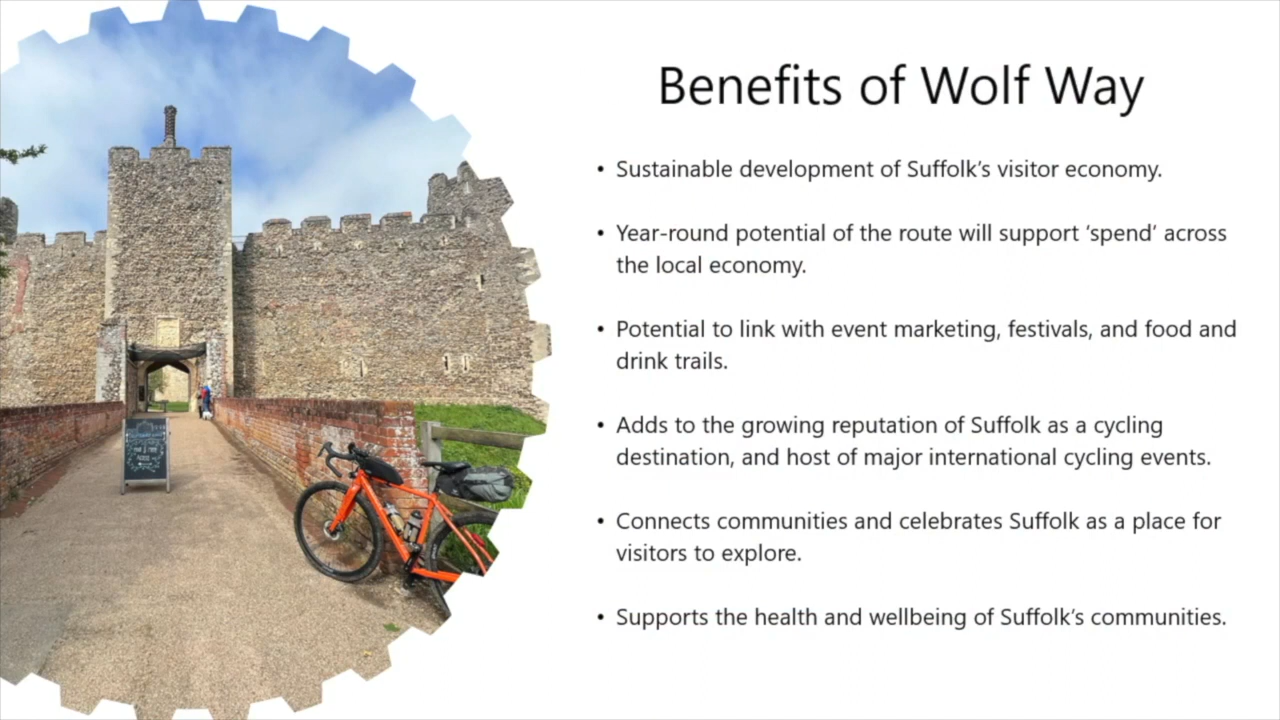 Benefits of Wolf Way
• Sustainable development of Suffolk’s visitor economy.
• Year-round potential of the route will support ‘spend’ across
the local economy.
• Potential to link with event marketing, festivals, and food and
drink trails.
• Adds to the growing reputation of Suffolk as a cycling
destination, and host of major international cycling events.
• Connects communities and celebrates Suffolk as a place for
visitors to explore.
• Supports the health and wellbeing of Suffolk’s communities.